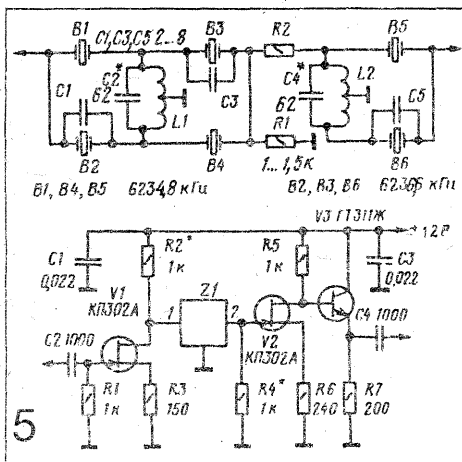 B1 C1,C3,C5 2...8 B3 R2 B5
C2* 62 C3 C4* 62 L2 C5
C1 L1 R1
B2 B4 1...1,5к B6
B1, B4, B5 6234,8 кГц B2, B3, B6 6236,6 кГц
V3 ГТ311Ж
+12В
C1 0,022 R2* 1к R5 1к C3 0,022
V1 КП302А Z1
1 2
C2 1000 V2 КП302А C4 1000
R1 1к R3 150 R4* 1к R6 240 R7 200
5